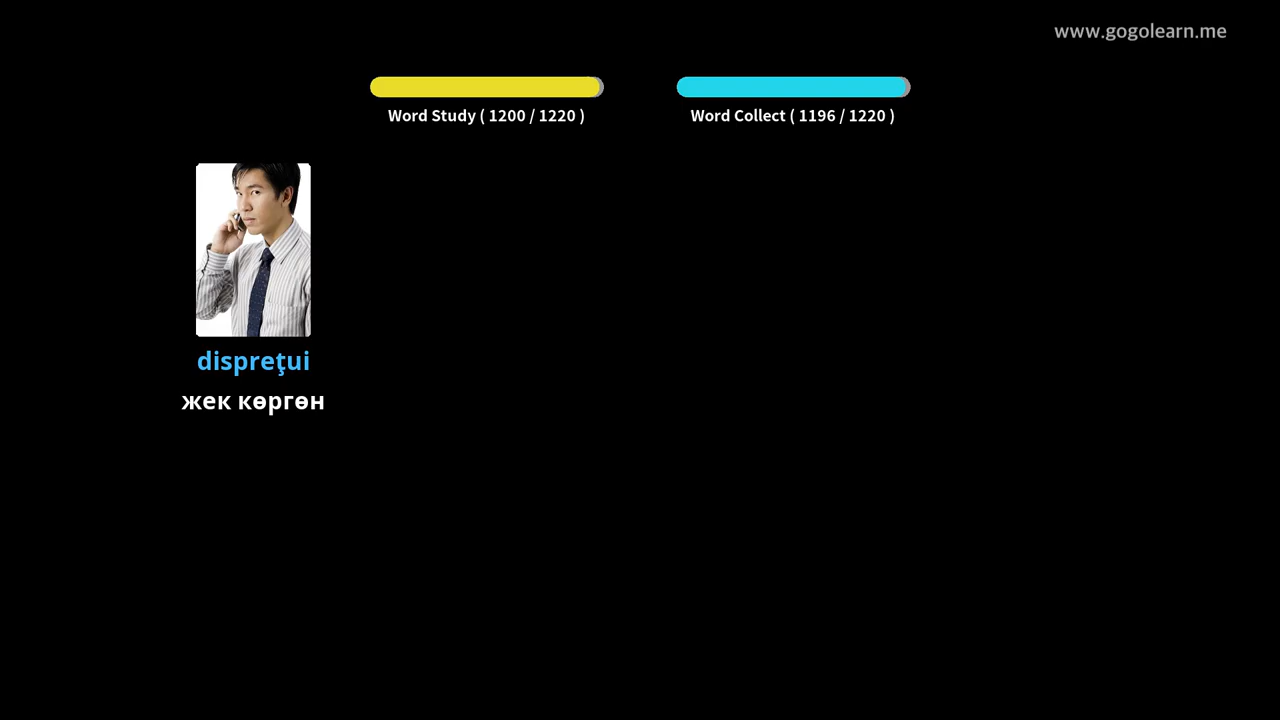 www.gogolearn.me
Word Study ( 1200 / 1220 )
Word Collect ( 1196 / 1220 )
dispreţui
жек көргөн